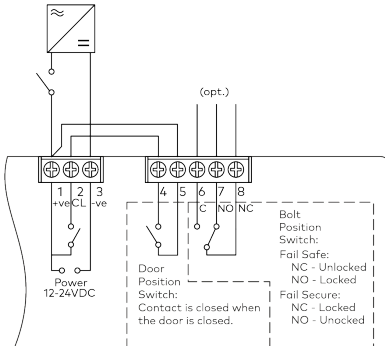 (opt.)
1 2 3
+ve CL -ve
4 5 6 7 8
C NO NC
Power
12-24VDC
Door
Position
Switch:
Contact is closed when
the door is closed.
Bolt
Position
Switch:
Fail Safe:
NC - Unlocked
NO - Locked
Fail Secure:
NC - Locked
NO - Unocked